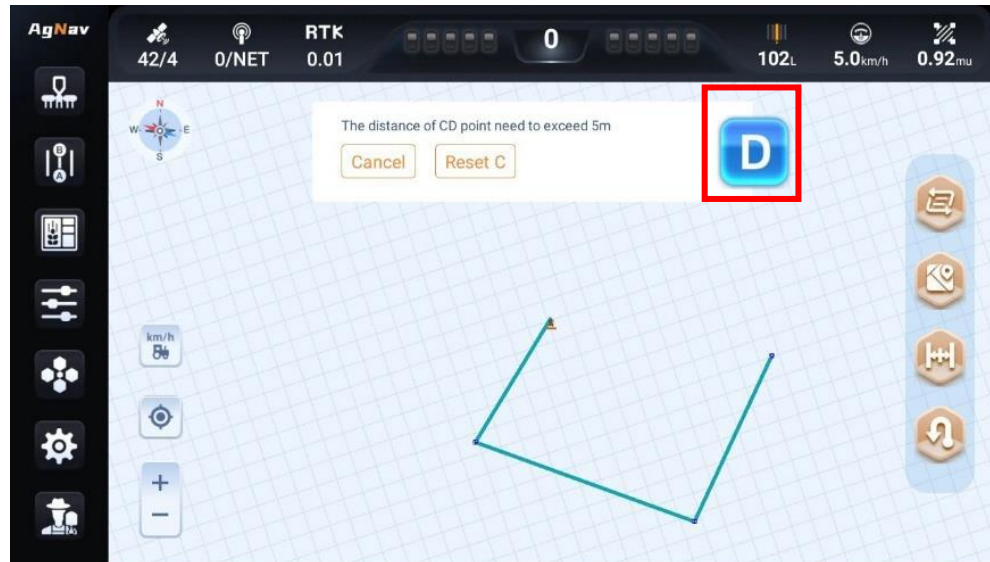 AgNav
42/4
0/NET
RTK
0.01
0
102L
5.0km/h
0.92mu
N
W
E
S
The distance of CD point need to exceed 5m
Cancel
Reset C
D
B
A
km/h
+
−